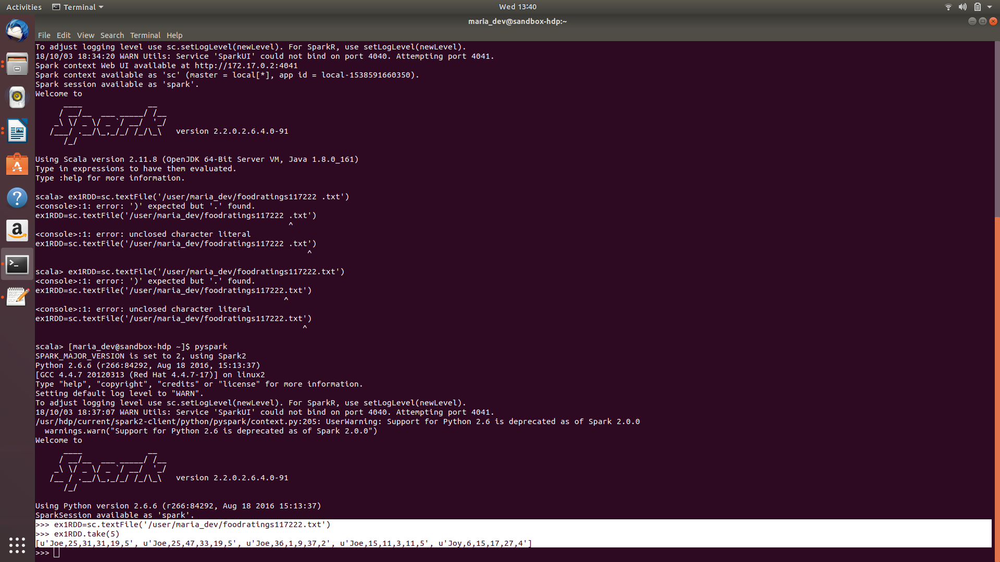 Activities Terminal Wed 13:40
maria_dev@sandbox-hdp:~
File Edit View Search Terminal Help
To adjust logging level use sc.setLogLevel(newLevel). For SparkR, use setLogLevel(newLevel).
18/10/03 18:34:20 WARN Utils: Service 'SparkUI' could not bind on port 4040. Attempting port 4041.
Spark context Web UI available at http://172.17.0.2:4041
Spark context available as 'sc' (master = local[*], app id = local-1538591660350).
Spark session available as 'spark'.
Welcome to
      ____              __
     / __/__  ___ _____/ /__
    _\ \/ _ \/ _ `/ __/  '_/
   /___/ .__/\_,_/_/ /_/\_\   version 2.2.0.2.6.4.0-91
      /_/
Using Scala version 2.11.8 (OpenJDK 64-Bit Server VM, Java 1.8.0_161)
Type in expressions to have them evaluated.
Type :help for more information.
scala> ex1RDD=sc.textFile('/user/maria_dev/foodratings117222 .txt')
<console>:1: error: ')' expected but '.' found.
ex1RDD=sc.textFile('/user/maria_dev/foodratings117222 .txt')
^
<console>:1: error: unclosed character literal
ex1RDD=sc.textFile('/user/maria_dev/foodratings117222 .txt')
^
scala> ex1RDD=sc.textFile('/user/maria_dev/foodratings117222.txt')
<console>:1: error: ')' expected but '.' found.
ex1RDD=sc.textFile('/user/maria_dev/foodratings117222.txt')
^
<console>:1: error: unclosed character literal
ex1RDD=sc.textFile('/user/maria_dev/foodratings117222.txt')
^
scala> [maria_dev@sandbox-hdp ~]$ pyspark
SPARK_MAJOR_VERSION is set to 2, using Spark2
Python 2.6.6 (r266:84292, Aug 18 2016, 15:13:37)
[GCC 4.4.7 20120313 (Red Hat 4.4.7-17)] on linux2
Type "help", "copyright", "credits" or "license" for more information.
Setting default log level to "WARN".
To adjust logging level use sc.setLogLevel(newLevel). For SparkR, use setLogLevel(newLevel).
18/10/03 18:37:07 WARN Utils: Service 'SparkUI' could not bind on port 4040. Attempting port 4041.
/usr/hdp/current/spark2-client/python/pyspark/context.py:205: UserWarning: Support for Python 2.6 is deprecated as of Spark 2.0.0
  warnings.warn("Support for Python 2.6 is deprecated as of Spark 2.0.0")
Welcome to
      ____              __
     / __/__  ___ _____/ /__
    _\ \/ _ \/ _ `/ __/  '_/
   /__ / .__/\_,_/_/ /_/\_\   version 2.2.0.2.6.4.0-91
      /_/
Using Python version 2.6.6 (r266:84292, Aug 18 2016 15:13:37)
SparkSession available as 'spark'.
>>> ex1RDD=sc.textFile('/user/maria_dev/foodratings117222.txt')
>>> ex1RDD.take(5)
[u'Joe,25,31,31,19,5', u'Joe,25,47,33,19,5', u'Joe,36,1,9,37,2', u'Joe,15,11,3,11,5', u'Joy,6,15,17,27,4']
>>>